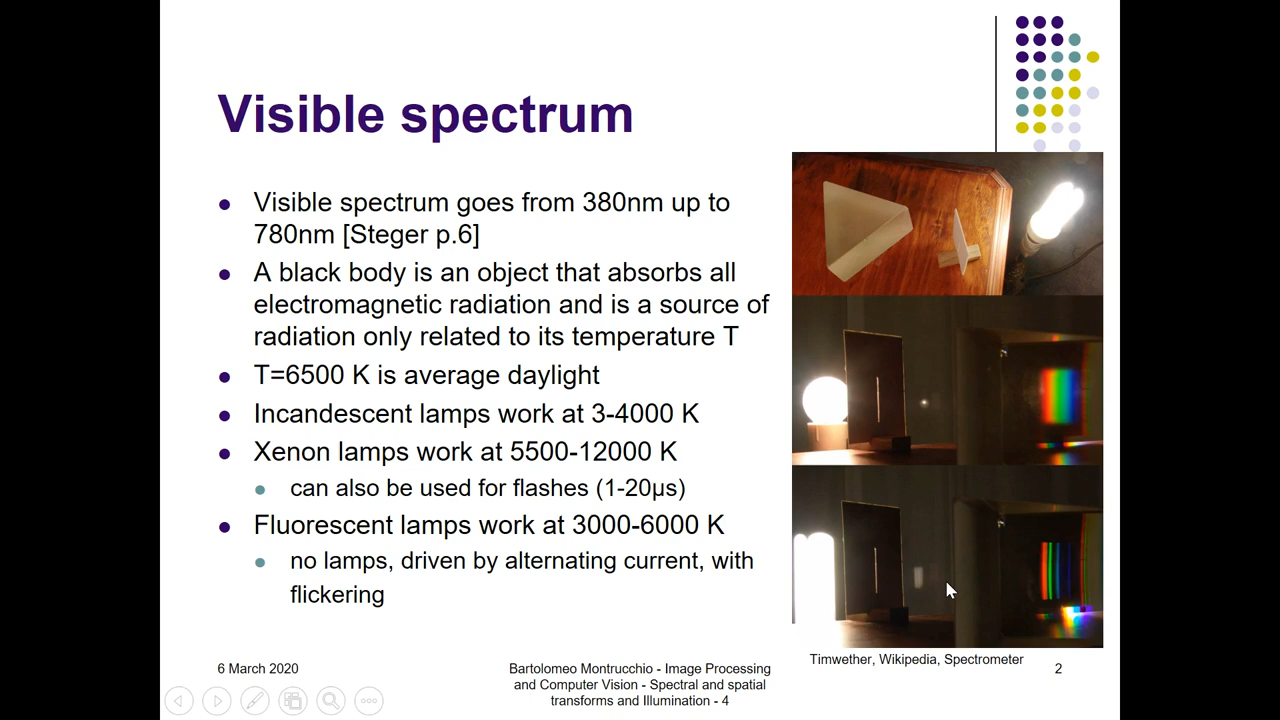 Visible spectrum
Visible spectrum goes from 380nm up to
780nm [Steger p.6]
A black body is an object that absorbs all
electromagnetic radiation and is a source of
radiation only related to its temperature T
T=6500 K is average daylight
Incandescent lamps work at 3-4000 K
Xenon lamps work at 5500-12000 K
can also be used for flashes (1-20µs)
Fluorescent lamps work at 3000-6000 K
no lamps, driven by alternating current, with
flickering
Timwether, Wikipedia, Spectrometer
6 March 2020
Bartolomeo Montrucchio - Image Processing
and Computer Vision - Spectral and spatial
transforms and Illumination - 4
2